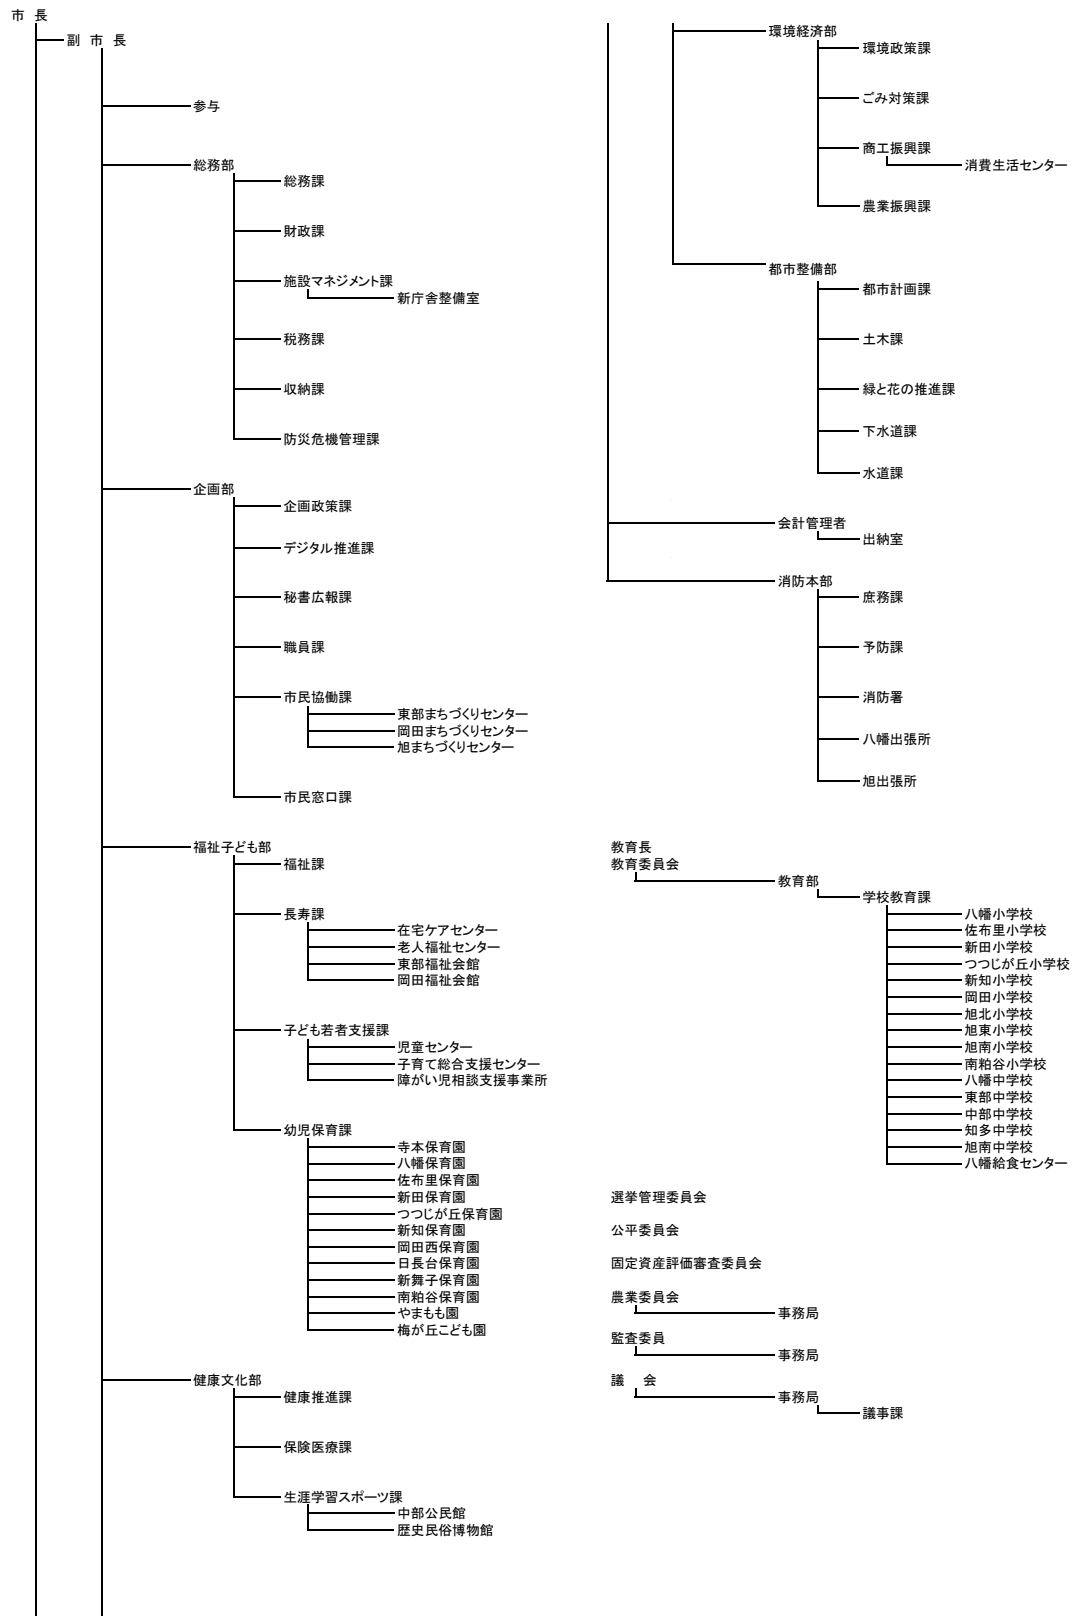 市 長
副 市 長
参与
総務部
総務課
財政課
施設マネジメント課
新庁舎整備室
税務課
収納課
防災危機管理課
企画部
企画政策課
デジタル推進課
秘書広報課
職員課
市民協働課
東部まちづくりセンター
岡田まちづくりセンター
旭まちづくりセンター
市民窓口課
福祉子ども部
福祉課
長寿課
在宅ケアセンター
老人福祉センター
東部福祉会館
岡田福祉会館
子ども若者支援課
児童センター
子育て総合支援センター
障がい児相談支援事業所
幼児保育課
寺本保育園
八幡保育園
佐布里保育園
新田保育園
つつじが丘保育園
新知保育園
岡田西保育園
日長台保育園
新舞子保育園
南粕谷保育園
やまもも園
梅が丘こども園
健康文化部
健康推進課
保険医療課
生涯学習スポーツ課
中部公民館
歴史民俗博物館
環境経済部
環境政策課
ごみ対策課
商工振興課
消費生活センター
農業振興課
都市整備部
都市計画課
土木課
緑と花の推進課
下水道課
水道課
会計管理者
出納室
消防本部
庶務課
予防課
消防署
八幡出張所
旭出張所
教育長
教育委員会
教育部
学校教育課
八幡小学校
佐布里小学校
新田小学校
つつじが丘小学校
新知小学校
岡田小学校
旭北小学校
旭東小学校
旭南小学校
南粕谷小学校
八幡中学校
東部中学校
中部中学校
知多中学校
旭南中学校
八幡給食センター
選挙管理委員会
公平委員会
固定資産評価審査委員会
農業委員会
事務局
監査委員
事務局
議 会
事務局
議事課